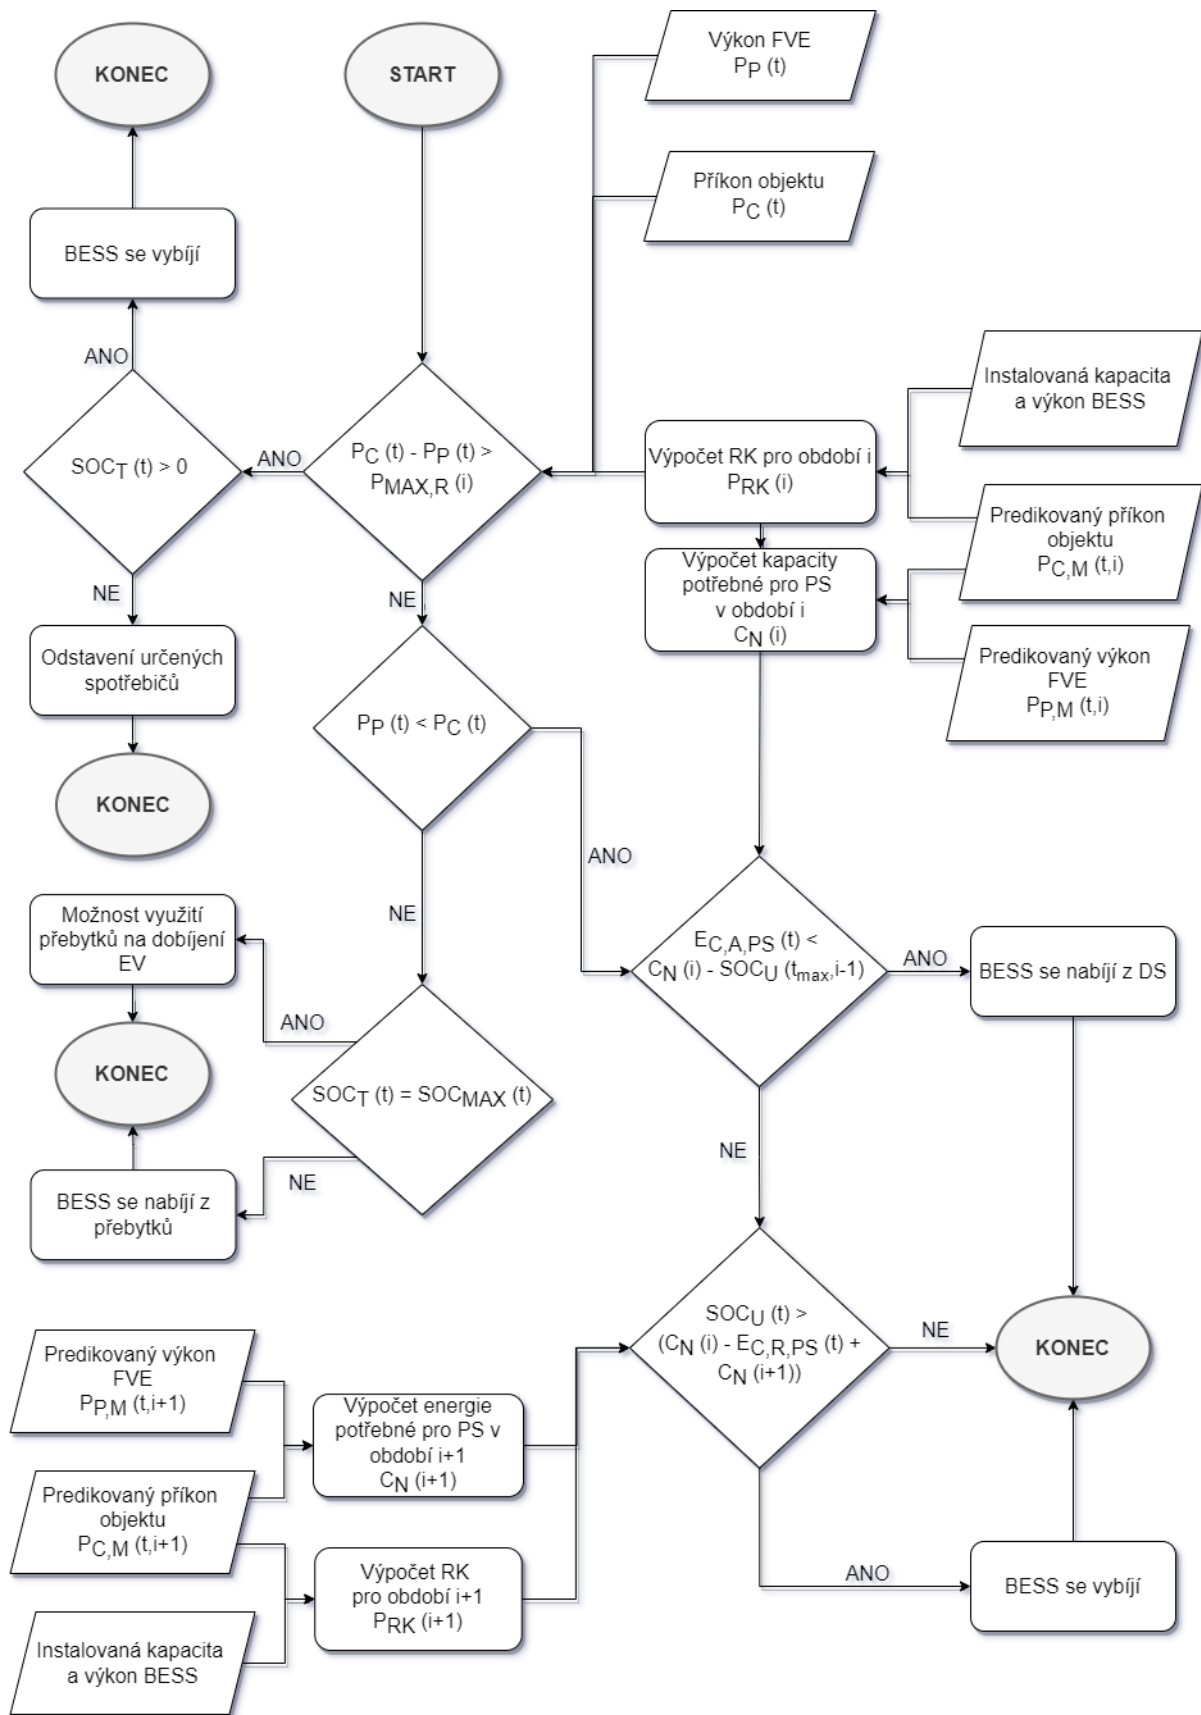 KONEC
START
Výkon FVE
PP (t)
Příkon objektu
PC (t)
BESS se vybíjí
ANO
SOCT (t) > 0
ANO
PC (t) - PP (t) >
PMAX,R (i)
Výpočet RK pro období i
PRK (i)
Instalovaná kapacita
a výkon BESS
Predikovaný příkon
objektu
PC,M (t,i)
Výpočet kapacity
potřebné pro PS
v období i
CN (i)
Predikovaný výkon
FVE
PP,M (t,i)
NE
NE
Odstavení určených
spotřebičů
PP (t) < PC (t)
KONEC
ANO
NE
Možnost využití
přebytků na dobíjení
EV
ANO
KONEC
SOCT (t) = SOCMAX (t)
NE
BESS se nabíjí z
přebytků
EC,A,PS (t) <
CN (i) - SOCU (tmax,i-1)
ANO
BESS se nabíjí z DS
NE
SOCU (t) >
(CN (i) - EC,R,PS (t) +
CN (i+1))
NE
KONEC
Predikovaný výkon
FVE
PP,M (t,i+1)
Výpočet energie
potřebné pro PS v
období i+1
CN (i+1)
Predikovaný příkon
objektu
PC,M (t,i+1)
Výpočet RK
pro období i+1
PRK (i+1)
ANO
BESS se vybíjí
Instalovaná kapacita
a výkon BESS